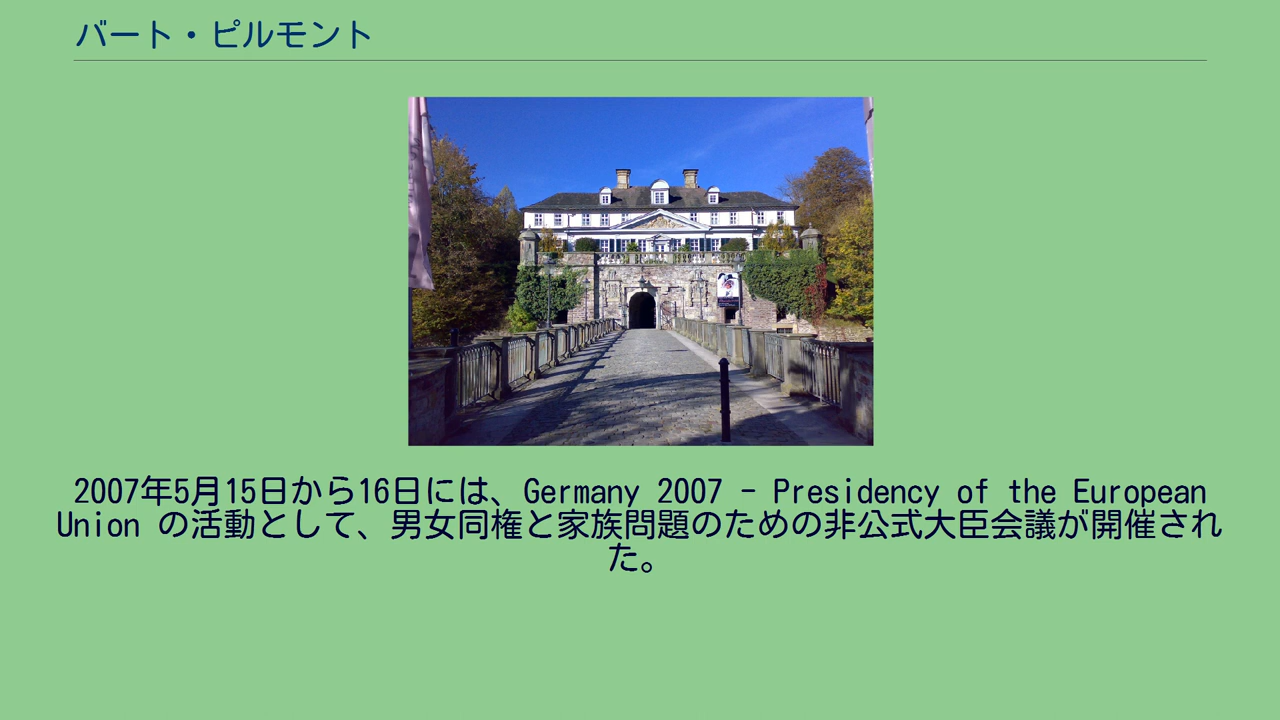 バート・ピルモント
2007年5月15日から16日には、Germany 2007 - Presidency of the European
Union の活動として、男女同権と家族問題のための非公式大臣会議が開催され
た。